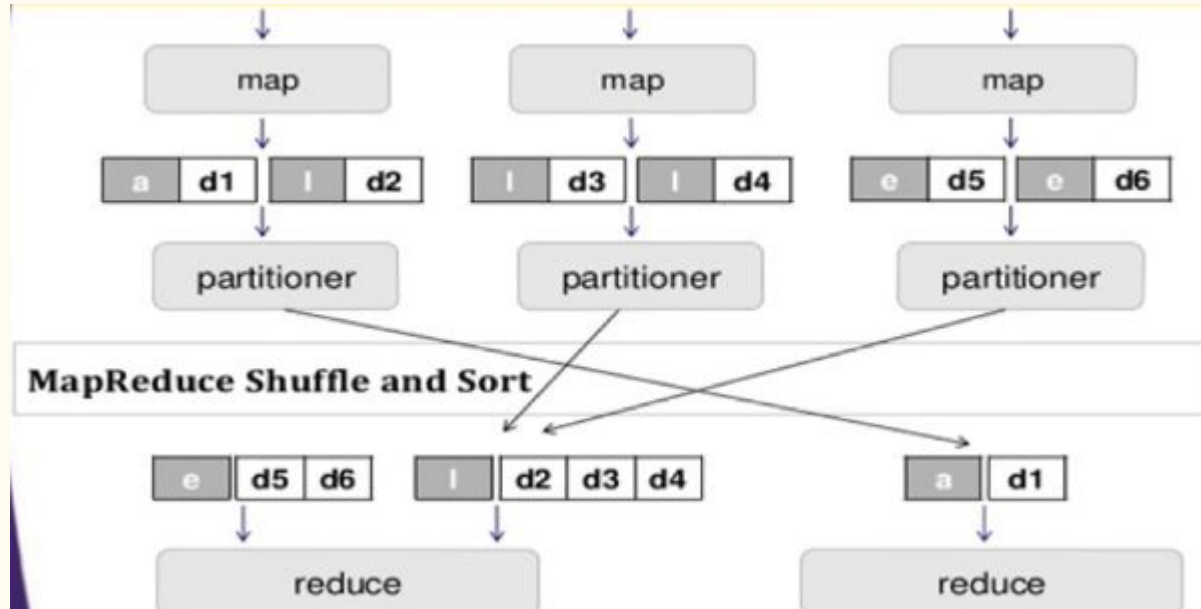 map map map
a d1 l d2 l d3 l d4 e d5 e d6
partitioner partitioner partitioner
MapReduce Shuffle and Sort
e d5 d6 l d2 d3 d4 a d1
reduce reduce